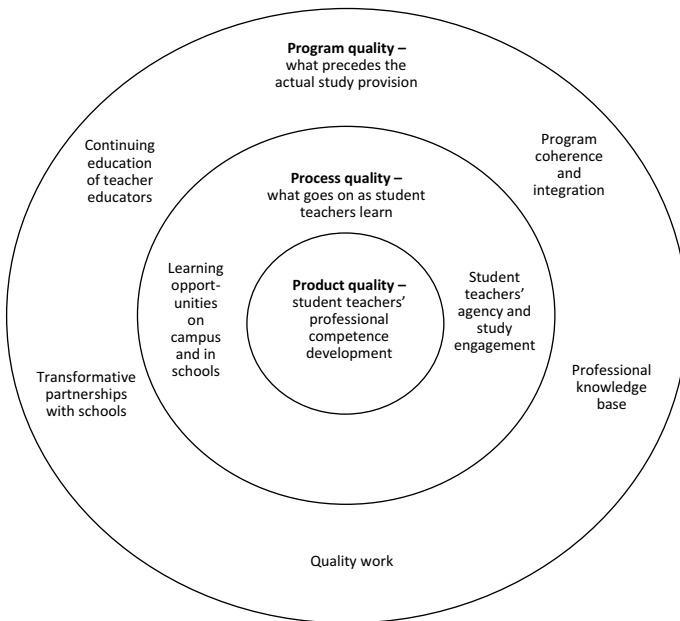 Program quality –
what precedes the
actual study provision
Continuing
education
of teacher
educators
Program
coherence
and
integration
Process quality –
what goes on as student
teachers learn
Learning
opport-
unities
on
campus
and in
schools
Product quality –
student teachers’
professional
competence
development
Student
teachers’
agency and
study
engagement
Transformative
partnerships
with schools
Professional
knowledge
base
Quality work